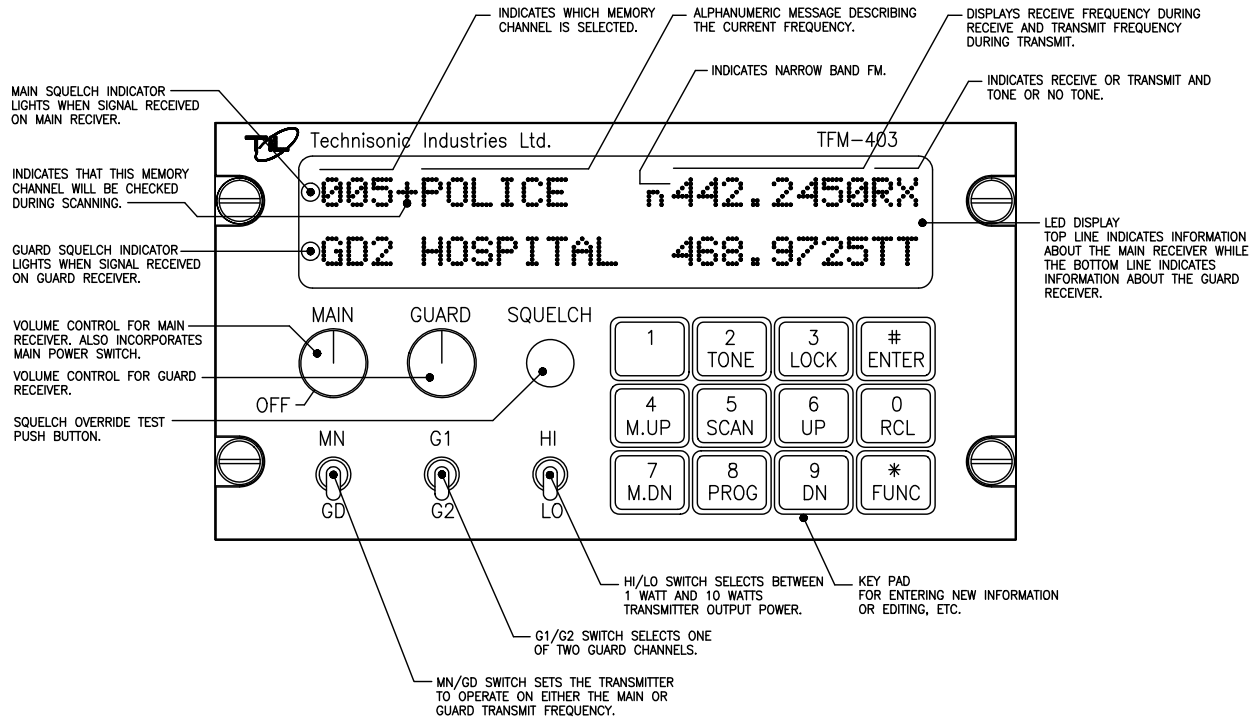 INDICATES WHICH MEMORY
CHANNEL IS SELECTED.
ALPHANUMERIC MESSAGE DESCRIBING
THE CURRENT FREQUENCY.
DISPLAYS RECEIVE FREQUENCY DURING
RECEIVE AND TRANSMIT FREQUENCY
DURING TRANSMIT.
INDICATES NARROW BAND FM.
INDICATES RECEIVE OR TRANSMIT AND
TONE OR NO TONE.
MAIN SQUELCH INDICATOR
LIGHTS WHEN SIGNAL RECEIVED
ON MAIN RECIVER.
INDICATES THAT THIS MEMORY
CHANNEL WILL BE CHECKED
DURING SCANNING.
GUARD SQUELCH INDICATOR
LIGHTS WHEN SIGNAL RECEIVED
ON GUARD RECEIVER.
VOLUME CONTROL FOR MAIN
RECEIVER. ALSO INCORPORATES
MAIN POWER SWITCH.
VOLUME CONTROL FOR GUARD
RECEIVER.
SQUELCH OVERRIDE TEST
PUSH BUTTON.
TiL Technisonic Industries Ltd. TFM-403
005+POLICE n442.2450RX
GD2 HOSPITAL 468.9725TT
LED DISPLAY
TOP LINE INDICATES INFORMATION
ABOUT THE MAIN RECEIVER WHILE
THE BOTTOM LINE INDICATES
INFORMATION ABOUT THE GUARD
RECEIVER.
MAIN GUARD SQUELCH
OFF
MN G1 HI
GD G2 LO
1 2 3 #
TONE LOCK ENTER
4 5 6 0
M.UP SCAN UP RCL
7 8 9 *
M.DN PROG DN FUNC
HI/LO SWITCH SELECTS BETWEEN
1 WATT AND 10 WATTS
TRANSMITTER OUTPUT POWER.
KEY PAD
FOR ENTERING NEW INFORMATION
OR EDITING, ETC.
G1/G2 SWITCH SELECTS ONE
OF TWO GUARD CHANNELS.
MN/GD SWITCH SETS THE TRANSMITTER
TO OPERATE ON EITHER THE MAIN OR
GUARD TRANSMIT FREQUENCY.